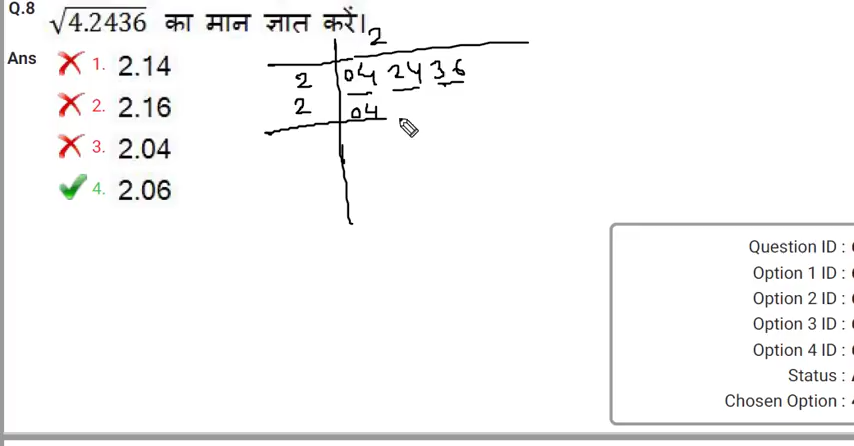 Q.8 √4.2436 का मान ज्ञात करें।
Ans
1. 2.14
2. 2.16
3. 2.04
4. 2.06
2
2 04 24 36
2 04
Question ID :
Option 1 ID :
Option 2 ID :
Option 3 ID :
Option 4 ID :
Status :
Chosen Option :